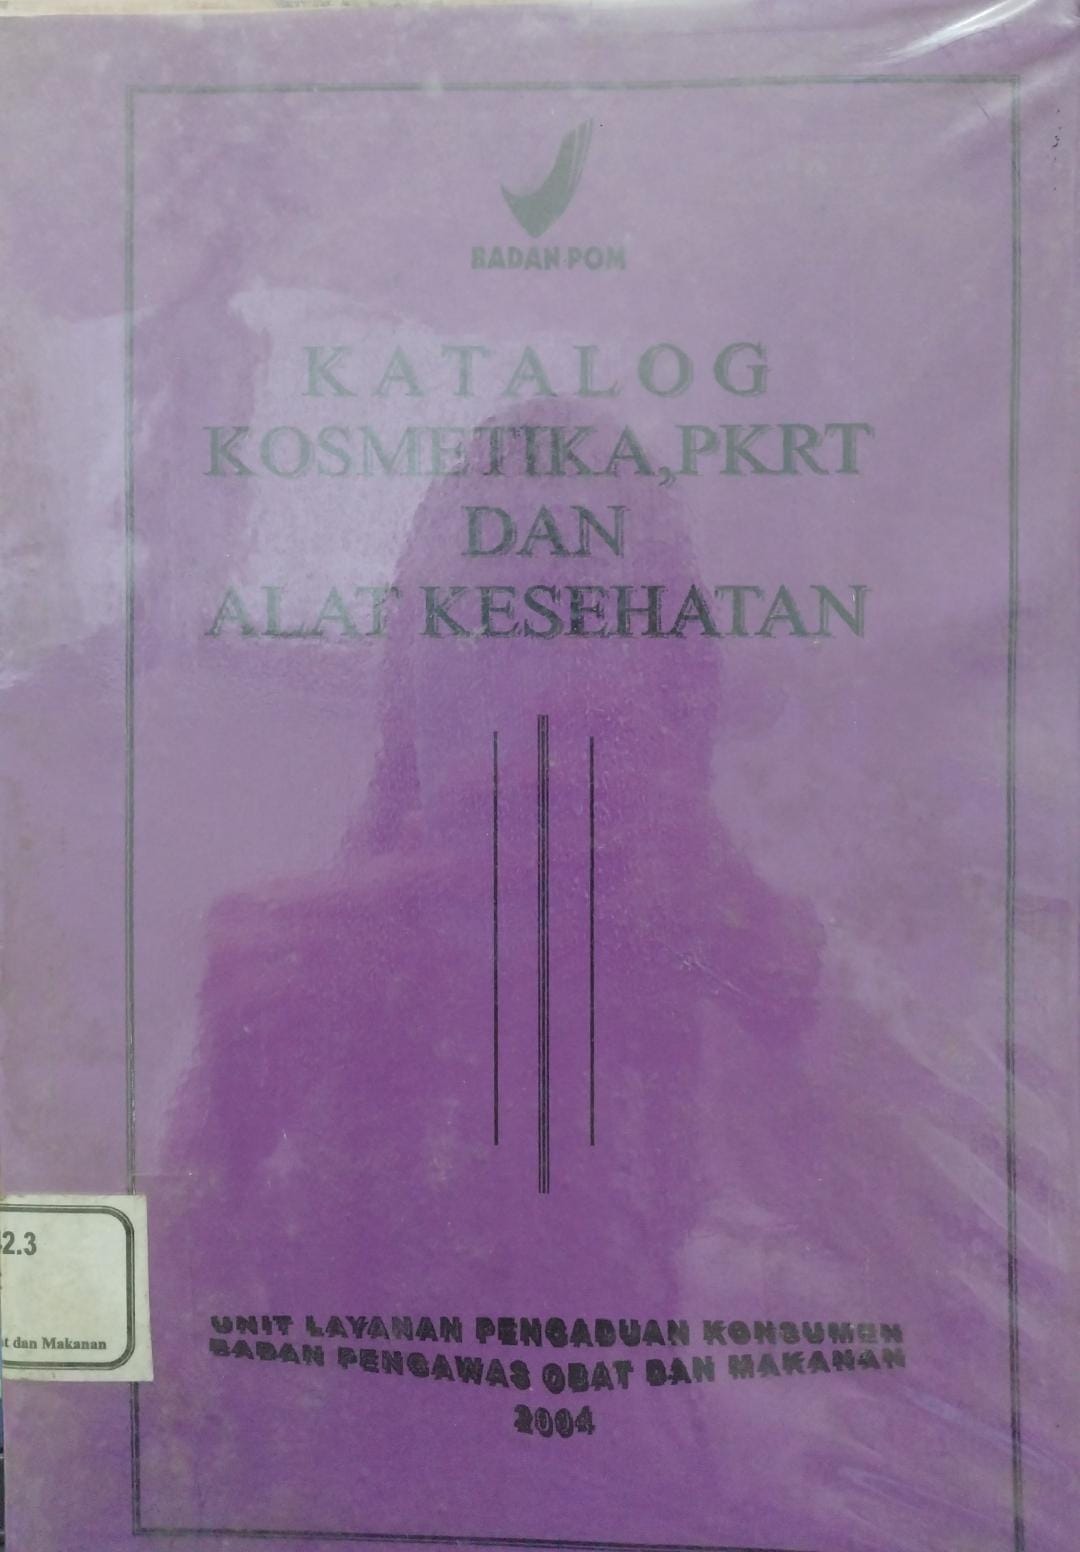 BADAN POM
KATALOG
KOSMETIKA,PKRT
DAN
ALAT KESEHATAN
2.3
dan Makanan
UNIT LAYANAN PENGADUAN KONSUMEN
BADAN PENGAWAS OBAT DAN MAKANAN
2004